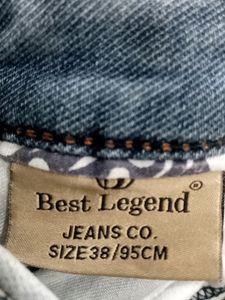 Best Legend®
JEANS CO.
SIZE38/95CM